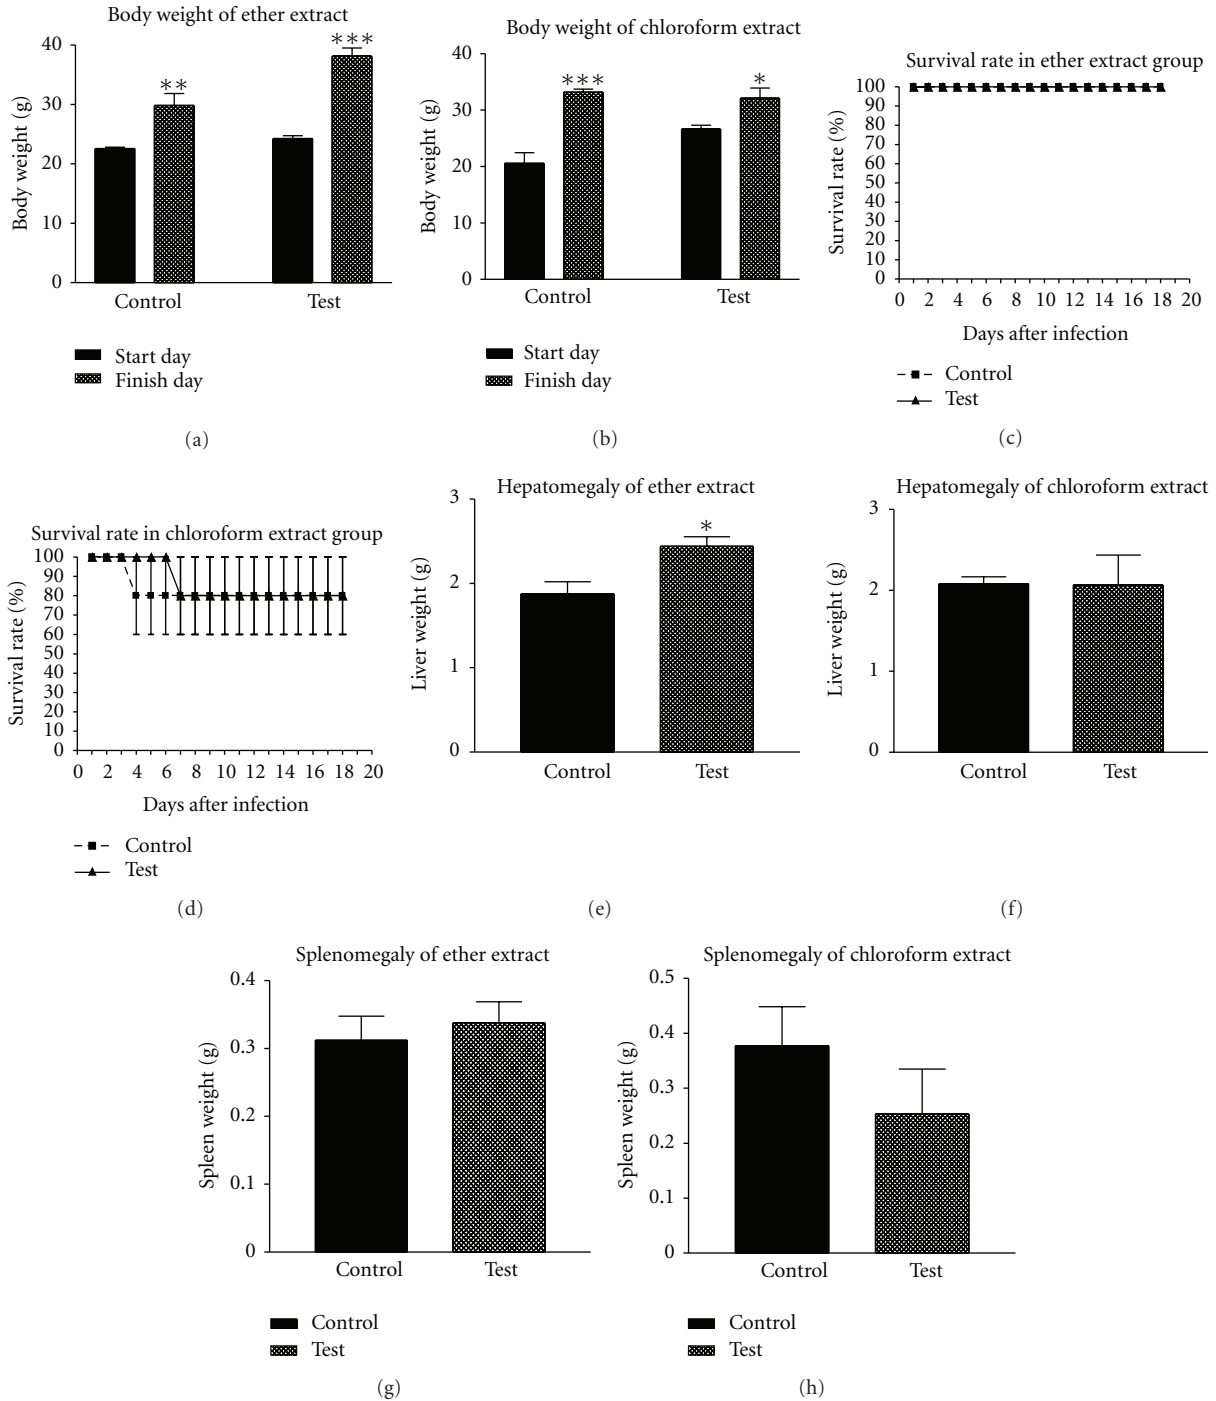 Body weight of ether extract
40
30
20
10
0
Body weight (g)
**
***
Control
Test
Start day
Finish day
(a)
Body weight of chloroform extract
40
30
20
10
0
Body weight (g)
***
*
Control
Test
Start day
Finish day
(b)
Survival rate in ether extract group
100
90
80
70
60
50
40
30
20
10
0
Survival rate (%)
0 2 4 6 8 10 12 14 16 18 20
Days after infection
Control
Test
(c)
Survival rate in chloroform extract group
100
90
80
70
60
50
40
30
20
10
0
Survival rate (%)
0 2 4 6 8 10 12 14 16 18 20
Days after infection
Control
Test
(d)
Hepatomegaly of ether extract
3
2
1
0
Liver weight (g)
*
Control
Test
(e)
Hepatomegaly of chloroform extract
3
2
1
0
Liver weight (g)
Control
Test
(f)
Splenomegaly of ether extract
0.4
0.3
0.2
0.1
0
Spleen weight (g)
Control
Test
Control
Test
(g)
Splenomegaly of chloroform extract
0.5
0.4
0.3
0.2
0.1
0
Spleen weight (g)
Control
Test
Control
Test
(h)